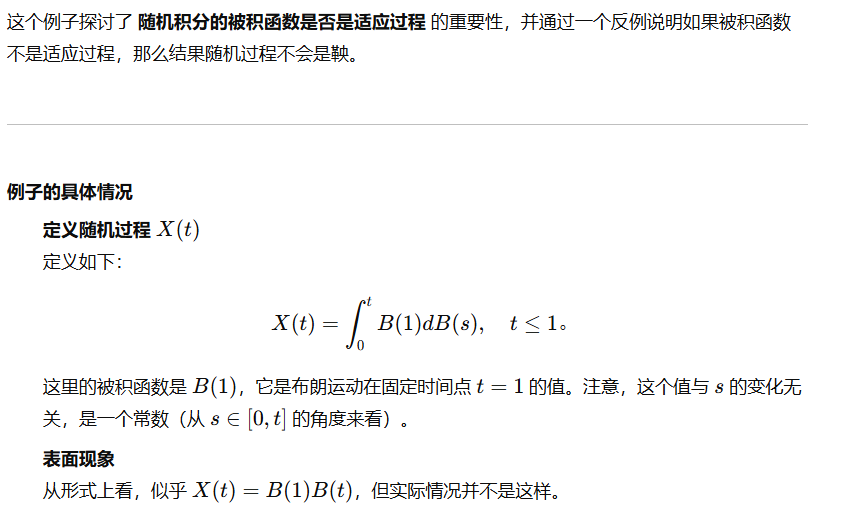 这个例子探讨了 随机积分的被积函数是否是适应过程 的重要性，并通过一个反例说明如果被积函数
不是适应过程，那么结果随机过程不会是鞅。
例子的具体情况
定义随机过程 X(t)
定义如下：
X(t) = ∫₀ᵗ B(1)dB(s), t ≤ 1。
这里的被积函数是 B(1)，它是布朗运动在固定时间点 t = 1 的值。注意，这个值与 s 的变化无
关，是一个常数（从 s ∈ [0, t] 的角度来看）。
表面现象
从形式上看，似乎 X(t) = B(1)B(t)，但实际情况并不是这样。